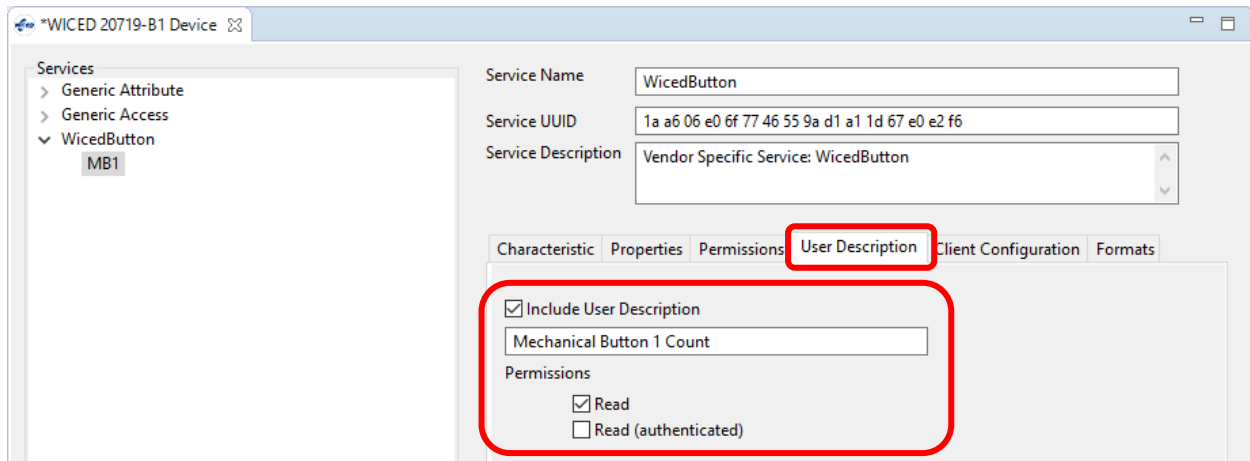 *WICED 20719-B1 Device
Services
Generic Attribute
Generic Access
WicedButton
MB1
Service Name
WicedButton
Service UUID
1a a6 06 e0 6f 77 46 55 9a d1 a1 1d 67 e0 e2 f6
Service Description
Vendor Specific Service: WicedButton
Characteristic Properties Permissions User Description Client Configuration Formats
Include User Description
Mechanical Button 1 Count
Permissions
Read
Read (authenticated)